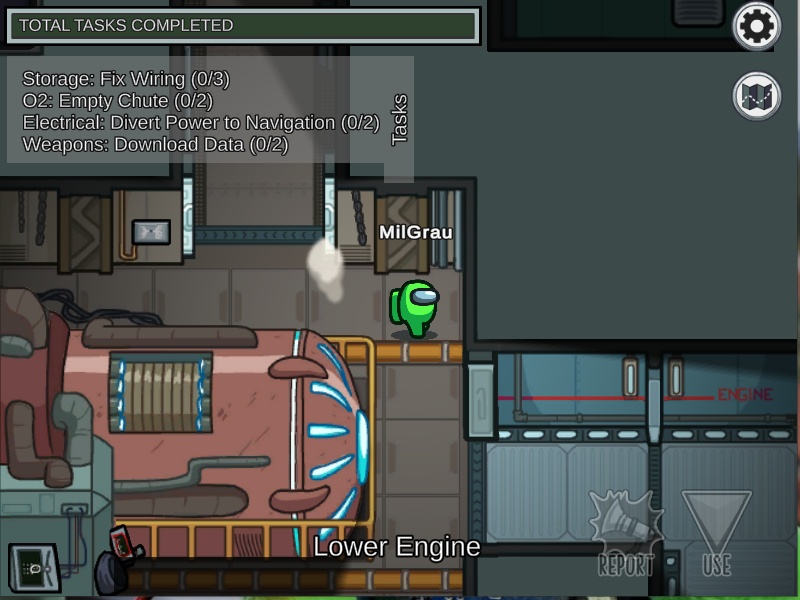 TOTAL TASKS COMPLETED
Storage: Fix Wiring (0/3)
O2: Empty Chute (0/2)
Electrical: Divert Power to Navigation (0/2)
Weapons: Download Data (0/2)
Tasks
MilGrau
ENGINE
Lower Engine
REPORT
USE